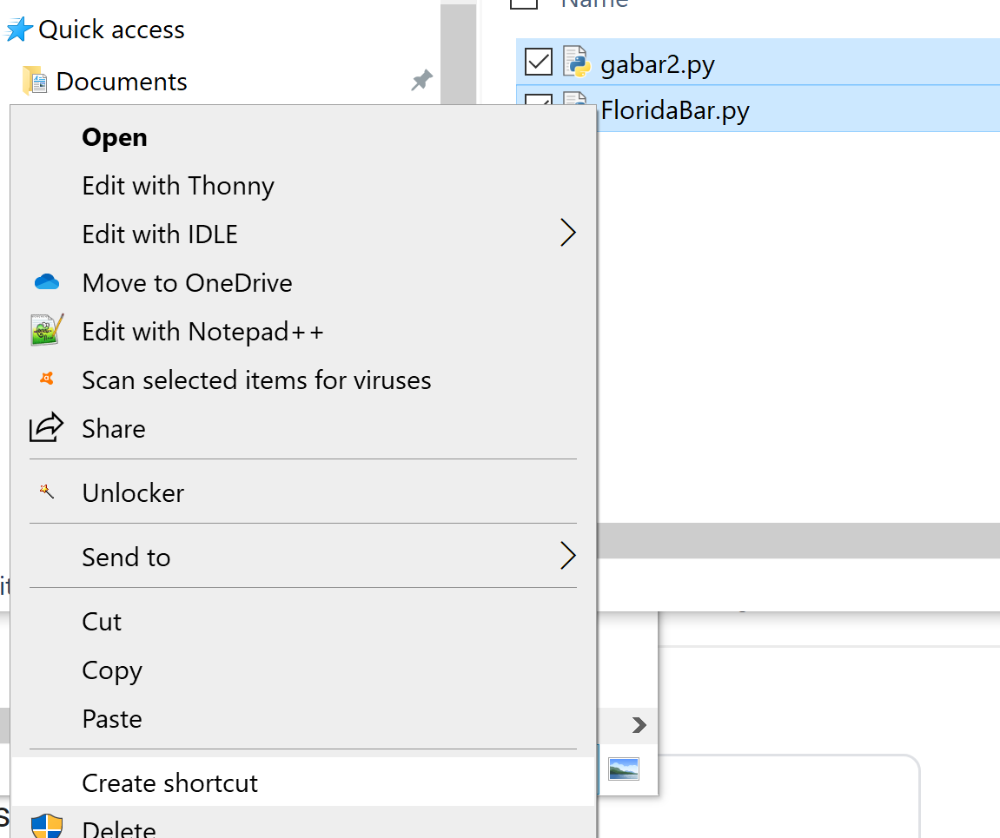 Quick access
Name
Documents
gabar2.py
FloridaBar.py
Open
Edit with Thonny
Edit with IDLE
Move to OneDrive
Edit with Notepad++
Scan selected items for viruses
Share
Unlocker
Send to
Cut
Copy
Paste
Create shortcut
Delete